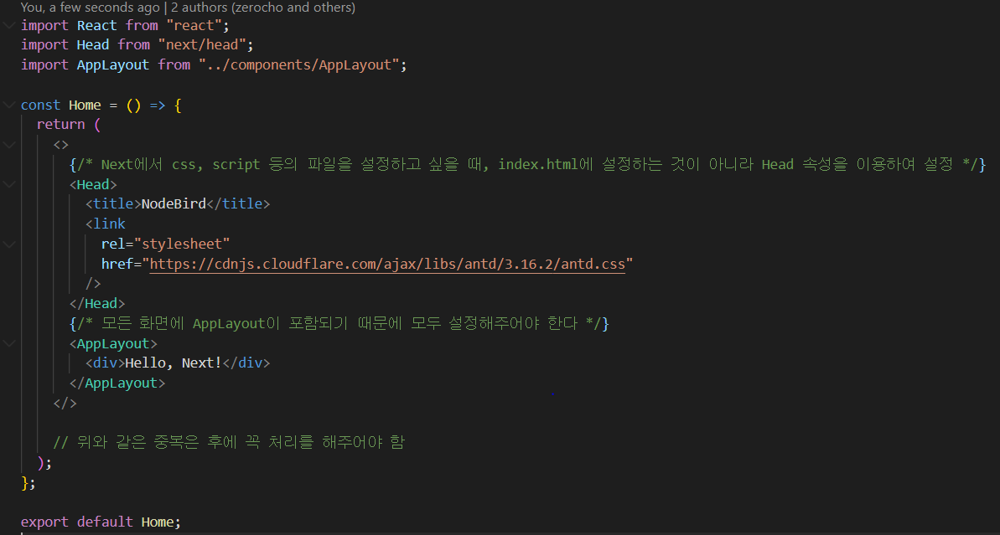 You, a few seconds ago | 2 authors (zerocho and others)
import React from "react";
import Head from "next/head";
import AppLayout from "../components/AppLayout";
const Home = () => {
return (
<>
{/* Next에서 css, script 등의 파일을 설정하고 싶을 때, index.html에 설정하는 것이 아니라 Head 속성을 이용하여 설정 */}
<Head>
<title>NodeBird</title>
<link
rel="stylesheet"
href="https://cdnjs.cloudflare.com/ajax/libs/antd/3.16.2/antd.css"
/>
</Head>
{/* 모든 화면에 AppLayout이 포함되기 때문에 모두 설정해주어야 한다 */}
<AppLayout>
<div>Hello, Next!</div>
</AppLayout>
</>
// 위와 같은 중복은 후에 꼭 처리를 해주어야 함
);
};
export default Home;